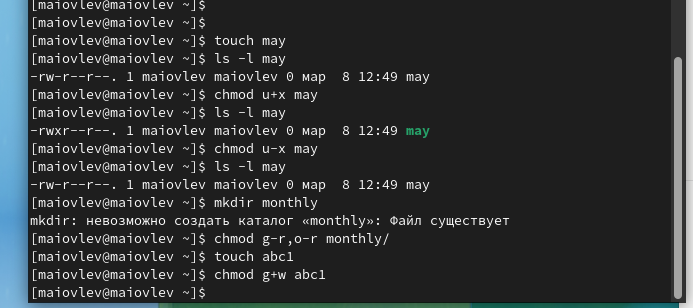 [maiovlev@maiovlev ~]$
[maiovlev@maiovlev ~]$
[maiovlev@maiovlev ~]$ touch may
[maiovlev@maiovlev ~]$ ls -l may
-rw-r--r--. 1 maiovlev maiovlev 0 мар  8 12:49 may
[maiovlev@maiovlev ~]$ chmod u+x may
[maiovlev@maiovlev ~]$ ls -l may
-rwxr--r--. 1 maiovlev maiovlev 0 мар  8 12:49 may
[maiovlev@maiovlev ~]$ chmod u-x may
[maiovlev@maiovlev ~]$ ls -l may
-rw-r--r--. 1 maiovlev maiovlev 0 мар  8 12:49 may
[maiovlev@maiovlev ~]$ mkdir monthly
mkdir: невозможно создать каталог «monthly»: Файл существует
[maiovlev@maiovlev ~]$ chmod g-r,o-r monthly/
[maiovlev@maiovlev ~]$ touch abc1
[maiovlev@maiovlev ~]$ chmod g+w abc1
[maiovlev@maiovlev ~]$